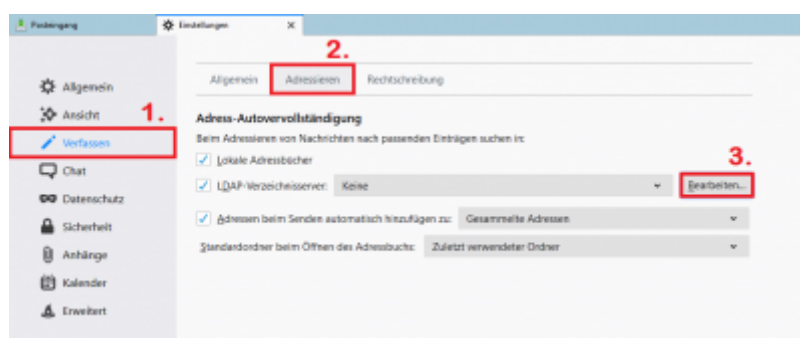 Posteingang
Einstellungen
2.
Allgemein Adressieren Rechtschreibung
Allgemein
Ansicht
1.
Verfassen
Chat
Datenschutz
Sicherheit
Anhänge
Kalender
Erweitert
Adress-Autovervollständigung
Beim Adressieren von Nachrichten nach passenden Einträgen suchen in:
Lokale Adressbücher
3.
LDAP-Verzeichnisserver: Keine Bearbeiten...
Adressen beim Senden automatisch hinzufügen zu: Gesammelte Adressen
Standardordner beim Öffnen des Adressbuchs: Zuletzt verwendeter Ordner